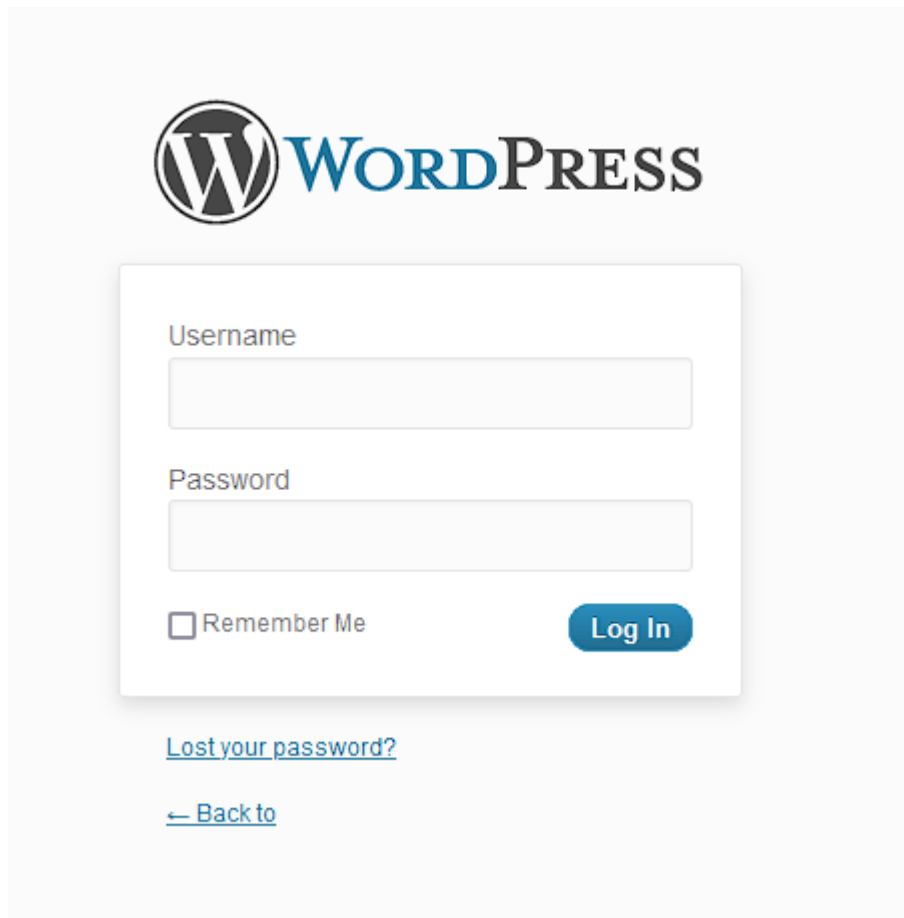 WORDPRESS
Username
Password
Remember Me
Log In
Lost your password?
← Back to